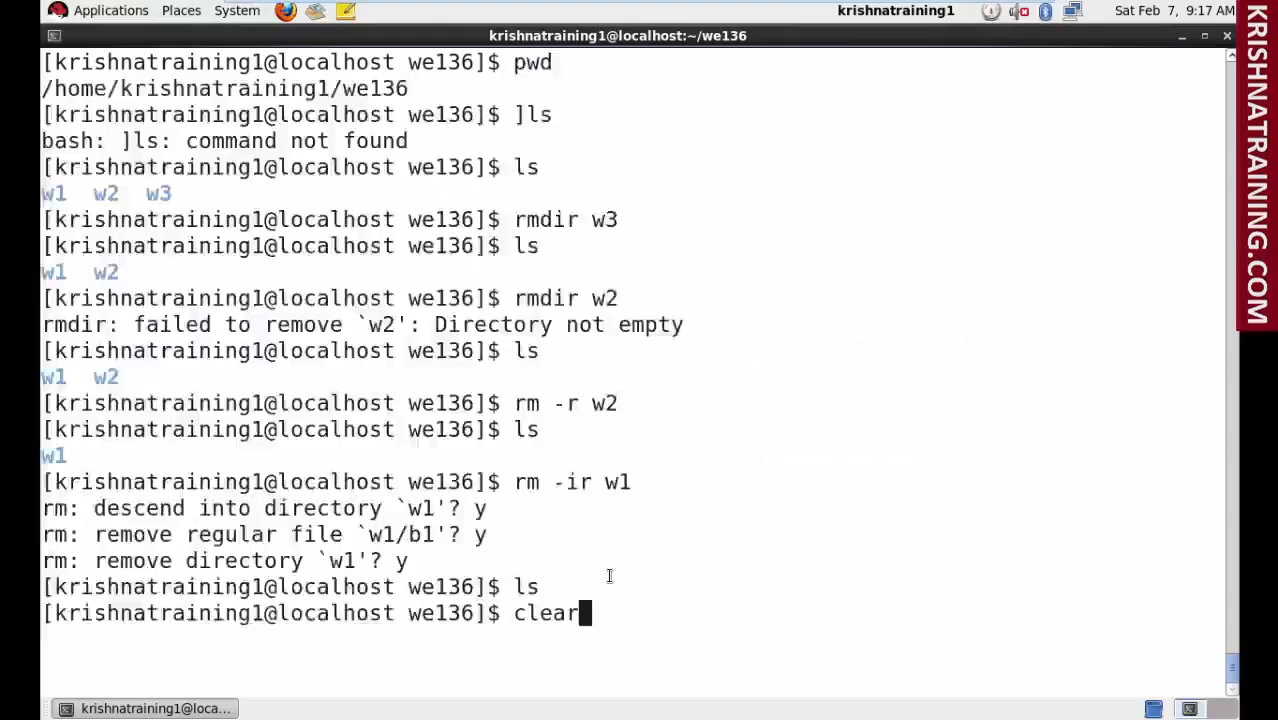 Applications Places System krishnatraining1 Sat Feb 7, 9:17 AM
krishnatraining1@localhost:~/we136
[krishnatraining1@localhost we136]$ pwd
/home/krishnatraining1/we136
[krishnatraining1@localhost we136]$ ]ls
bash: ]ls: command not found
[krishnatraining1@localhost we136]$ ls
w1 w2 w3
[krishnatraining1@localhost we136]$ rmdir w3
[krishnatraining1@localhost we136]$ ls
w1 w2
[krishnatraining1@localhost we136]$ rmdir w2
rmdir: failed to remove `w2': Directory not empty
[krishnatraining1@localhost we136]$ ls
w1 w2
[krishnatraining1@localhost we136]$ rm -r w2
[krishnatraining1@localhost we136]$ ls
w1
[krishnatraining1@localhost we136]$ rm -ir w1
rm: descend into directory `w1'? y
rm: remove regular file `w1/b1'? y
rm: remove directory `w1'? y
[krishnatraining1@localhost we136]$ ls
[krishnatraining1@localhost we136]$ clear
krishnatraining1@loca...
KRISHNATRAINING.COM